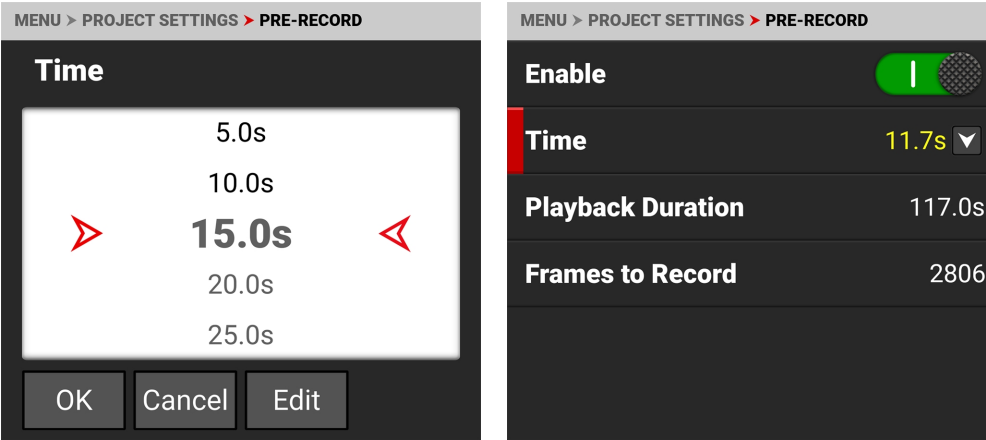 MENU > PROJECT SETTINGS > PRE-RECORD
Time
5.0s
10.0s
15.0s
20.0s
25.0s
OK Cancel Edit
MENU > PROJECT SETTINGS > PRE-RECORD
Enable
Time 11.7s
Playback Duration 117.0s
Frames to Record 2806